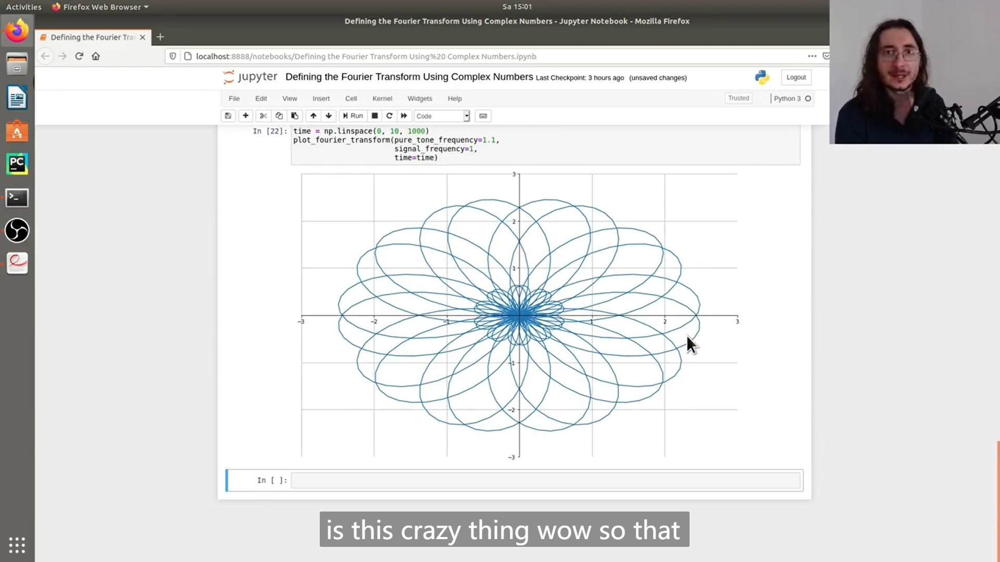 Activities
Firefox Web Browser
Sa 15:01
Defining the Fourier Transform Using Complex Numbers - Jupyter Notebook - Mozilla Firefox
Defining the Fourier Tra
localhost:8888/notebooks/Defining the Fourier Transform Using%20 Complex Numbers.ipynb
jupyter Defining the Fourier Transform Using Complex Numbers Last Checkpoint: 3 hours ago (unsaved changes)
Logout
File Edit View Insert Cell Kernel Widgets Help
Trusted
Python 3
Run
Code
In [22]: time = np.linspace(0, 10, 1000)
plot_fourier_transform(pure_tone_frequency=1.1,
signal_frequency=1,
time=time)
3
2
1
−3 −2 −1 1 2 3
−1
−2
−3
In [ ]:
PC
is this crazy thing wow so that